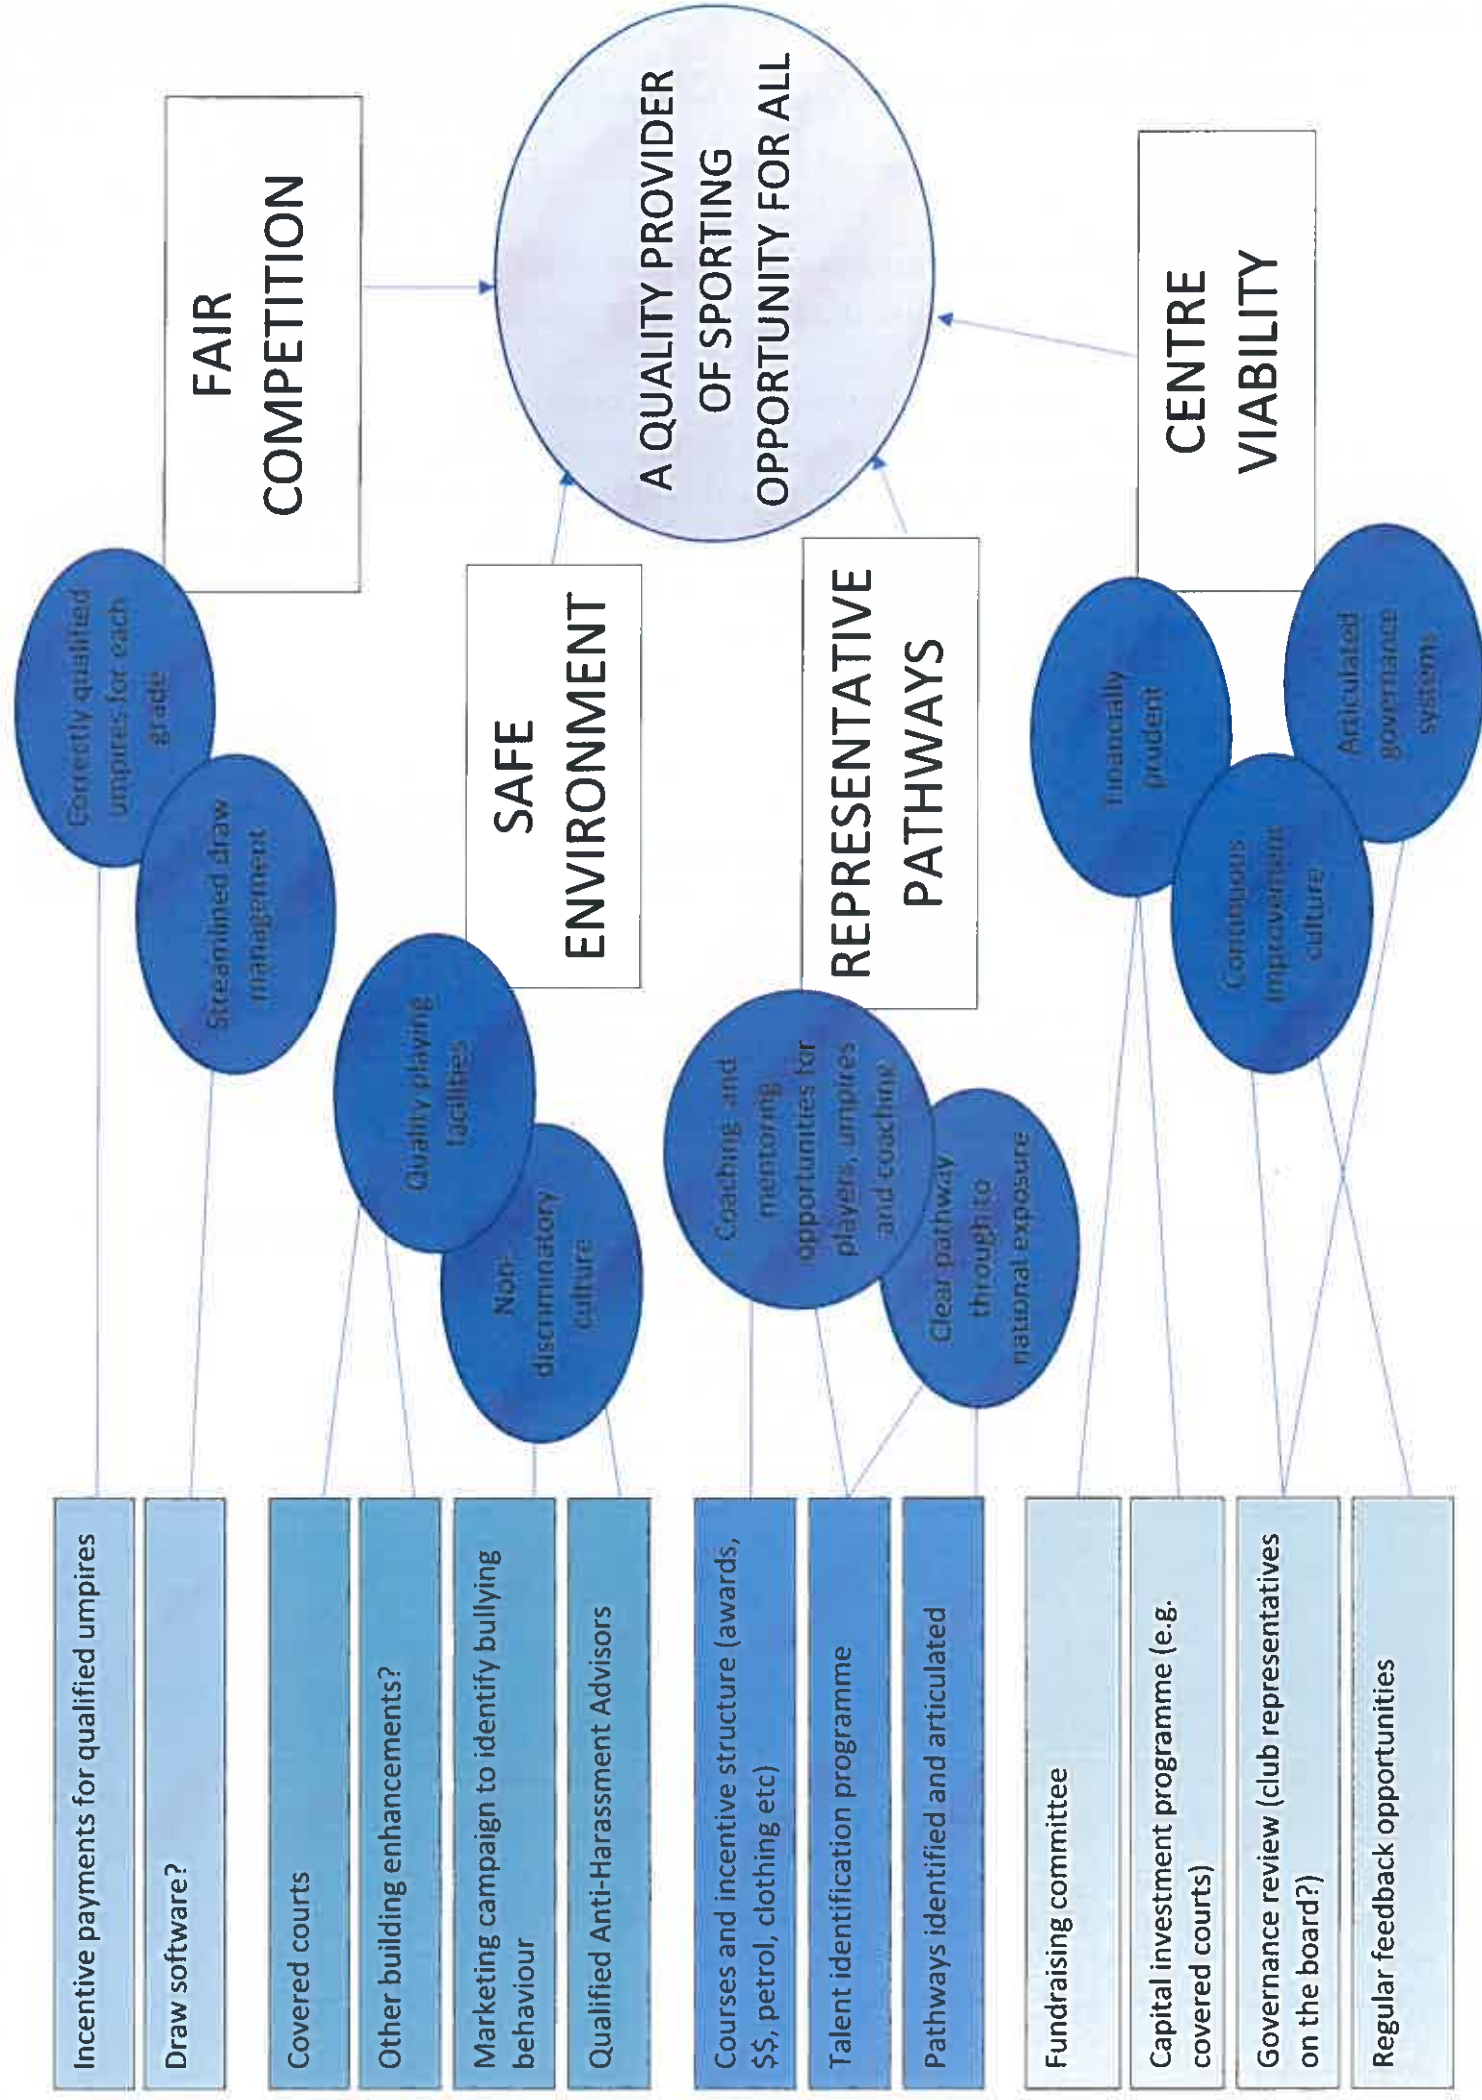 Incentive payments for qualified umpires
Draw software?
Covered courts
Other building enhancements?
Marketing campaign to identify bullying
behaviour
Qualified Anti-Harassment Advisors
Courses and incentive structure (awards,
$$, petrol, clothing etc)
Talent identification programme
Pathways identified and articulated
Fundraising committee
Capital investment programme (e.g.
covered courts)
Governance review (club representatives
on the board?)
Regular feedback opportunities
Correctly qualified
umpires for each
grade
Streamlined draw
management
Quality playing
facilities
Non-
discriminatory
culture
Coaching and
mentoring
opportunities for
players, umpires
and coaching
Clear pathway
through to
national exposure
Financially
prudent
Continuous
improvement
culture
Articulated
governance
systems
FAIR
COMPETITION
SAFE
ENVIRONMENT
REPRESENTATIVE
PATHWAYS
CENTRE
VIABILITY
A QUALITY PROVIDER
OF SPORTING
OPPORTUNITY FOR ALL